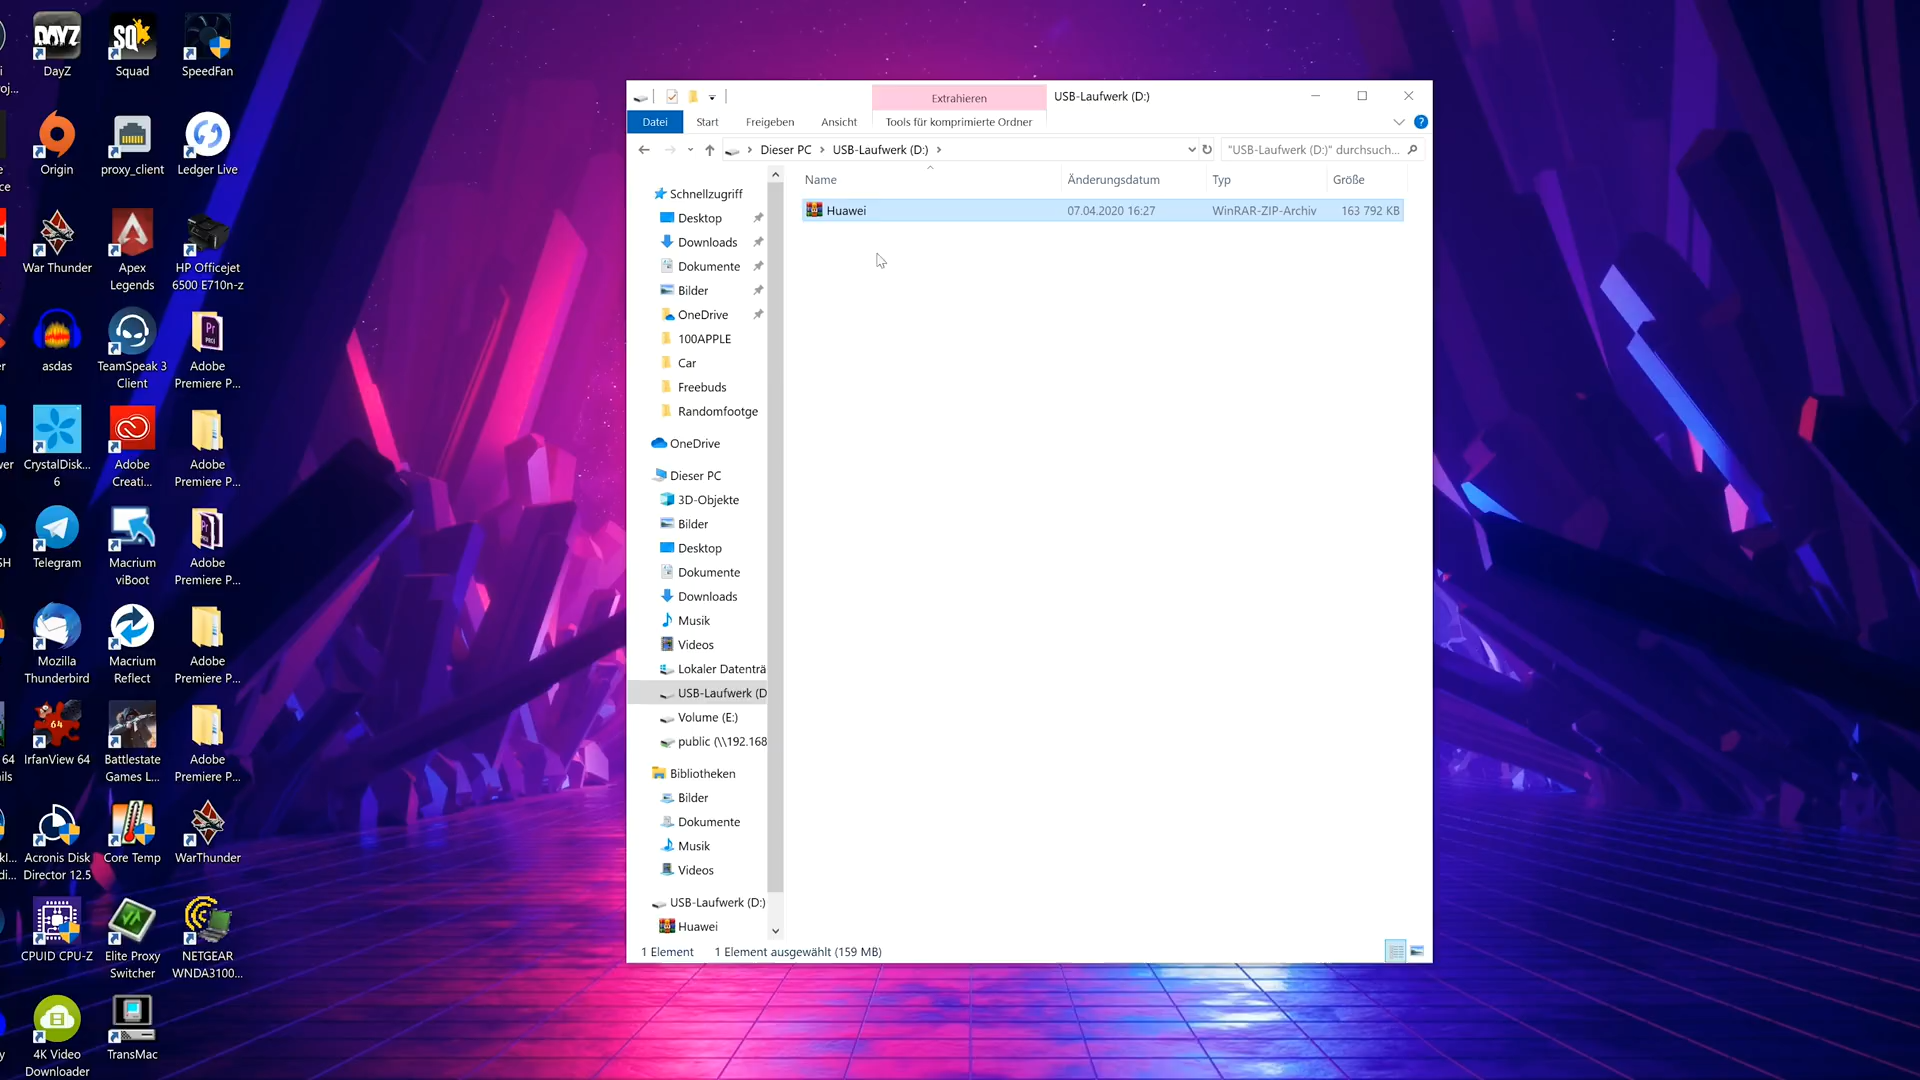 DAYZ
DayZ
SQ
Squad
SpeedFan
Origin
proxy_client
Ledger Live
War Thunder
Apex
Legends
HP Officejet
6500 E710n-z
asdas
TeamSpeak 3
Client
Adobe
Premiere P...
CrystalDisk...
6
Adobe
Creati...
Adobe
Premiere P...
Telegram
Macrium
viBoot
Adobe
Premiere P...
Mozilla
Thunderbird
Macrium
Reflect
Adobe
Premiere P...
64
IrfanView 64
Battlestate
Games L...
Adobe
Premiere P...
Acronis Disk
Director 12.5
Core Temp
WarThunder
CPUID CPU-Z
Elite Proxy
Switcher
NETGEAR
WNDA3100...
4K Video
Downloader
TransMac
Extrahieren
USB-Laufwerk (D:)
Datei
Start
Freigeben
Ansicht
Tools für komprimierte Ordner
Dieser PC
USB-Laufwerk (D:)
"USB-Laufwerk (D:)" durchsuch...
Name
Änderungsdatum
Typ
Größe
Huawei
07.04.2020 16:27
WinRAR-ZIP-Archiv
163 792 KB
Schnellzugriff
Desktop
Downloads
Dokumente
Bilder
OneDrive
100APPLE
Car
Freebuds
Randomfootge
OneDrive
Dieser PC
3D-Objekte
Bilder
Desktop
Dokumente
Downloads
Musik
Videos
Lokaler Datenträ
USB-Laufwerk (D
Volume (E:)
public (\\192.168
Bibliotheken
Bilder
Dokumente
Musik
Videos
USB-Laufwerk (D:)
Huawei
1 Element
1 Element ausgewählt (159 MB)